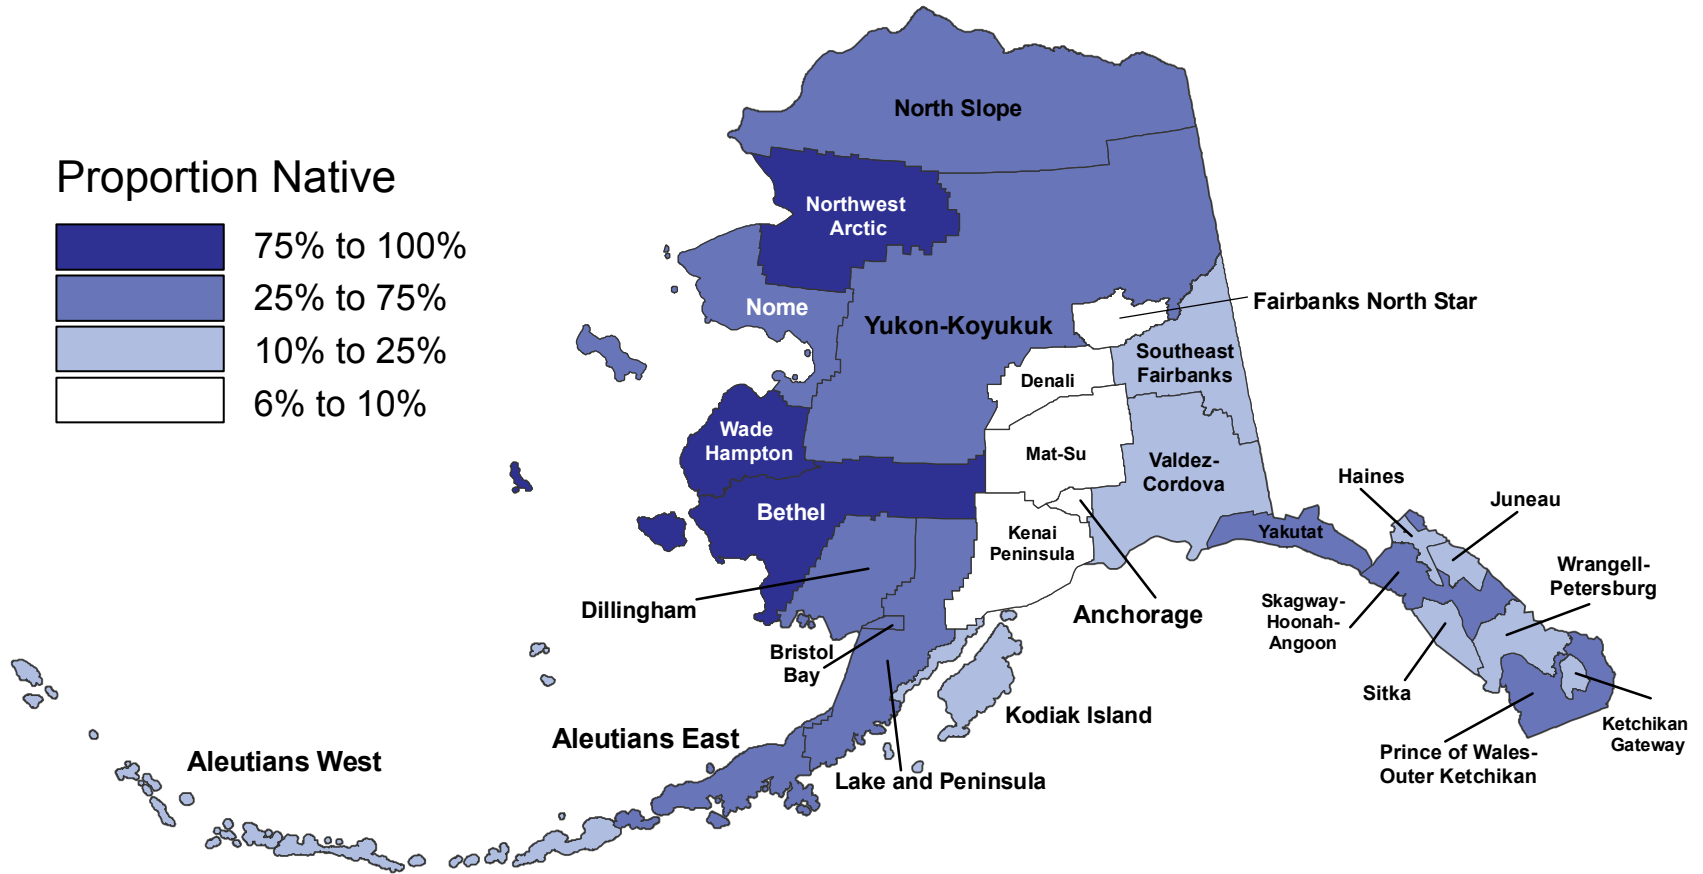 Proportion Native
75% to 100%
25% to 75%
10% to 25%
6% to 10%
North Slope
Northwest
Arctic
Nome
Yukon-Koyukuk
Fairbanks North Star
Southeast
Fairbanks
Denali
Wade
Hampton
Mat-Su
Valdez-
Cordova
Bethel
Kenai
Peninsula
Yakutat
Haines
Juneau
Wrangell-
Petersburg
Dillingham
Anchorage
Skagway-
Hoonah-
Angoon
Bristol
Bay
Sitka
Kodiak Island
Ketchikan
Gateway
Aleutians East
Aleutians West
Lake and Peninsula
Prince of Wales-
Outer Ketchikan